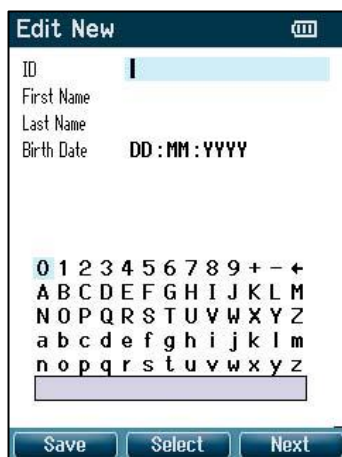 Edit New
ID
First Name
Last Name
Birth Date DD:MM:YYYY
0 1 2 3 4 5 6 7 8 9 + - ←
A B C D E F G H I J K L M
N O P Q R S T U V W X Y Z
a b c d e f g h i j k l m
n o p q r s t u v w x y z
Save Select Next